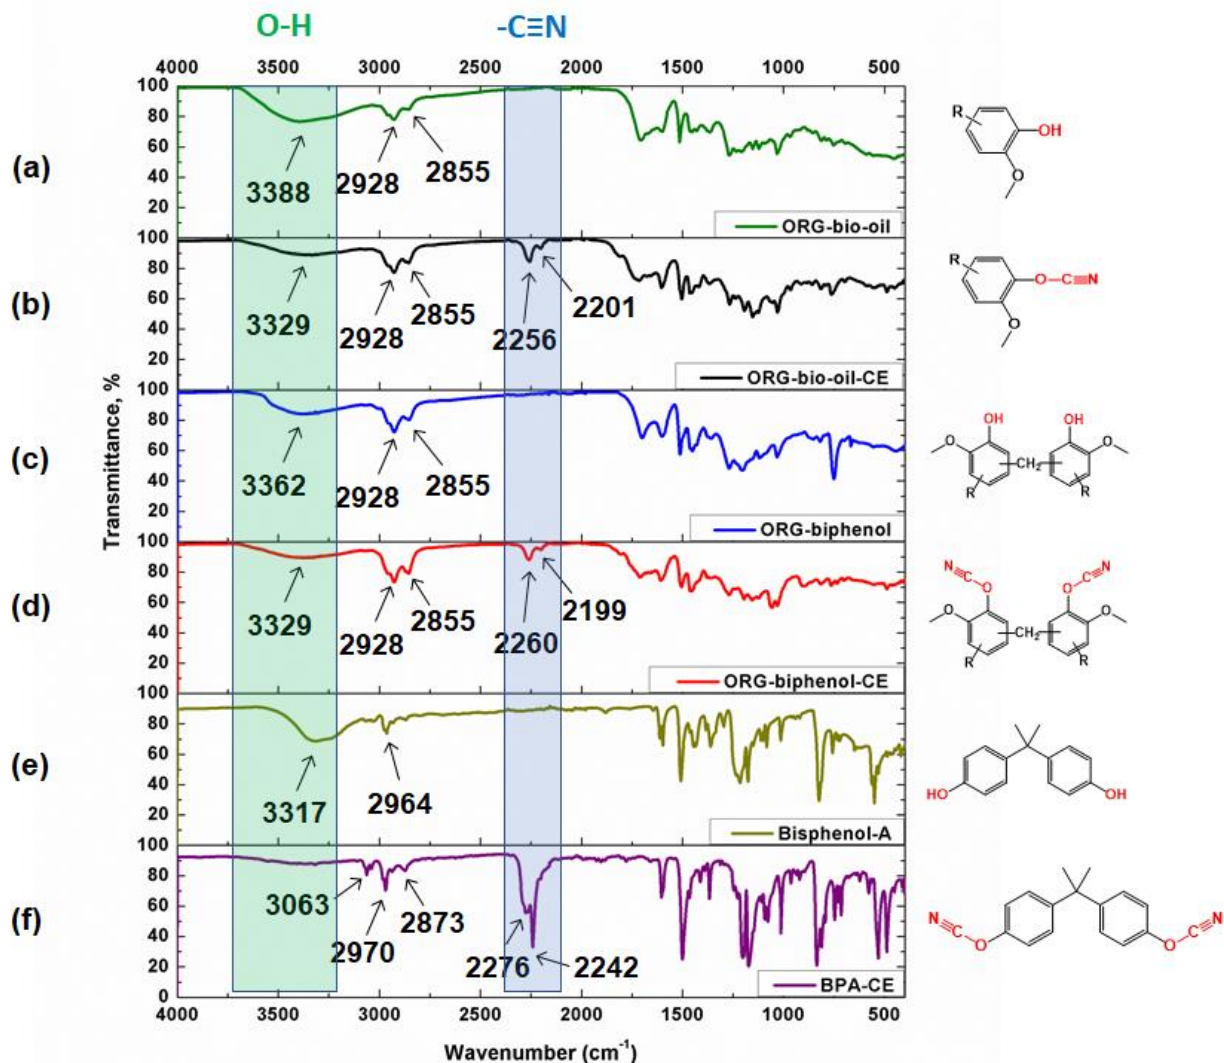 O-H
-C≡N
4000 3500 3000 2500 2000 1500 1000 500
Transmittance, %
(a)
100
80
60
40
20
3388
2928
2855
ORG-bio-oil
R
OH
O
(b)
100
80
60
40
20
3329
2928
2855
2256
2201
ORG-bio-oil-CE
R
O-C≡N
O
(c)
100
80
60
40
20
3362
2928
2855
ORG-biphenol
OH OH
O O
CH₂
R R
(d)
100
80
60
40
20
3329
2928
2855
2260
2199
ORG-biphenol-CE
N≡C C≡N
O O
O O
CH₂
R R
(e)
100
80
60
40
20
3317
2964
Bisphenol-A
HO OH
(f)
100
80
60
40
20
0
3063
2970
2873
2276
2242
BPA-CE
N≡C-O O-C≡N
4000 3500 3000 2500 2000 1500 1000 500
Wavenumber (cm⁻¹)